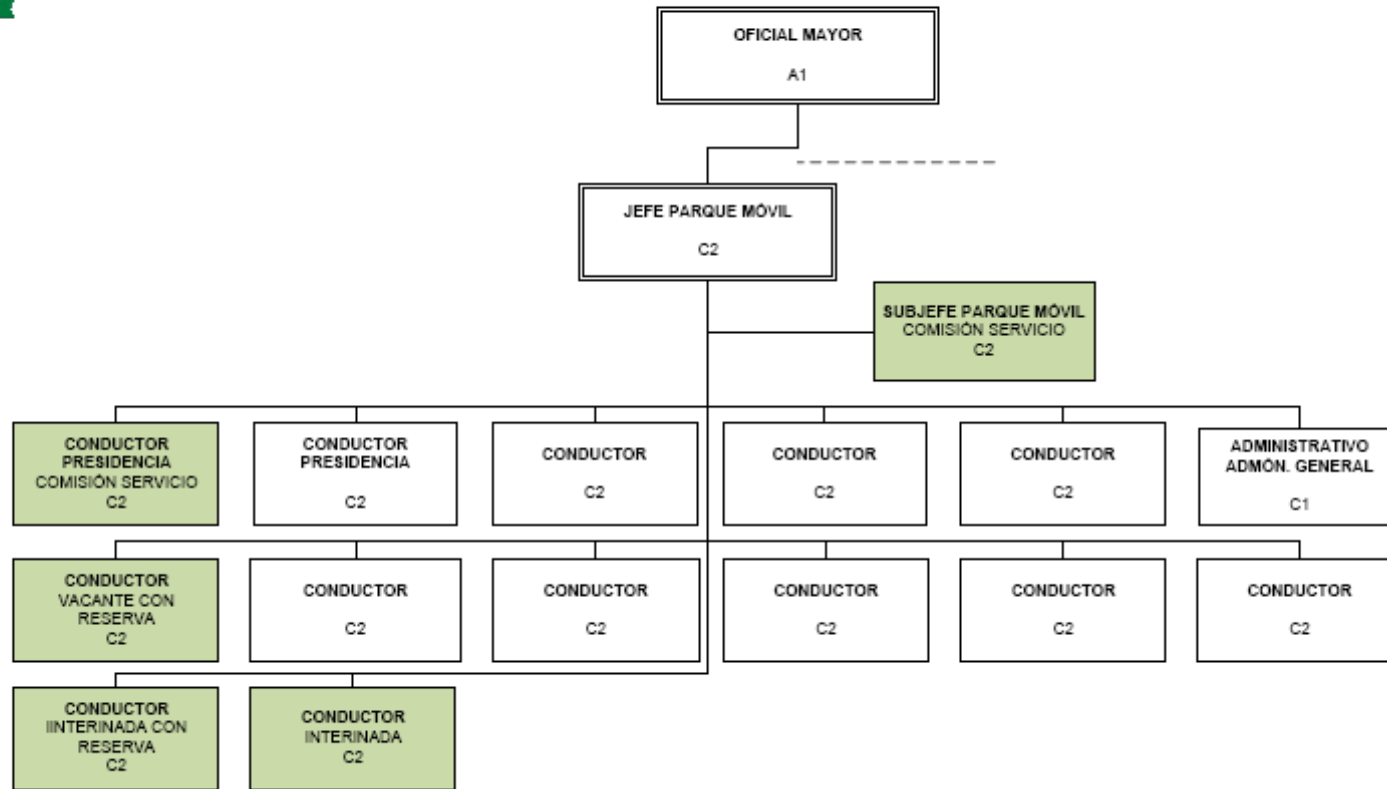 OFICIAL MAYOR
A1
JEFE PARQUE MÓVIL
C2
SUBJEFE PARQUE MÓVIL
COMISIÓN SERVICIO
C2
CONDUCTOR
PRESIDENCIA
COMISIÓN SERVICIO
C2
CONDUCTOR
PRESIDENCIA
C2
CONDUCTOR
C2
CONDUCTOR
C2
CONDUCTOR
C2
ADMINISTRATIVO
ADMÓN. GENERAL
C1
CONDUCTOR
VACANTE CON
RESERVA
C2
CONDUCTOR
C2
CONDUCTOR
C2
CONDUCTOR
C2
CONDUCTOR
C2
CONDUCTOR
C2
CONDUCTOR
IINTERINADA CON
RESERVA
C2
CONDUCTOR
INTERINADA
C2